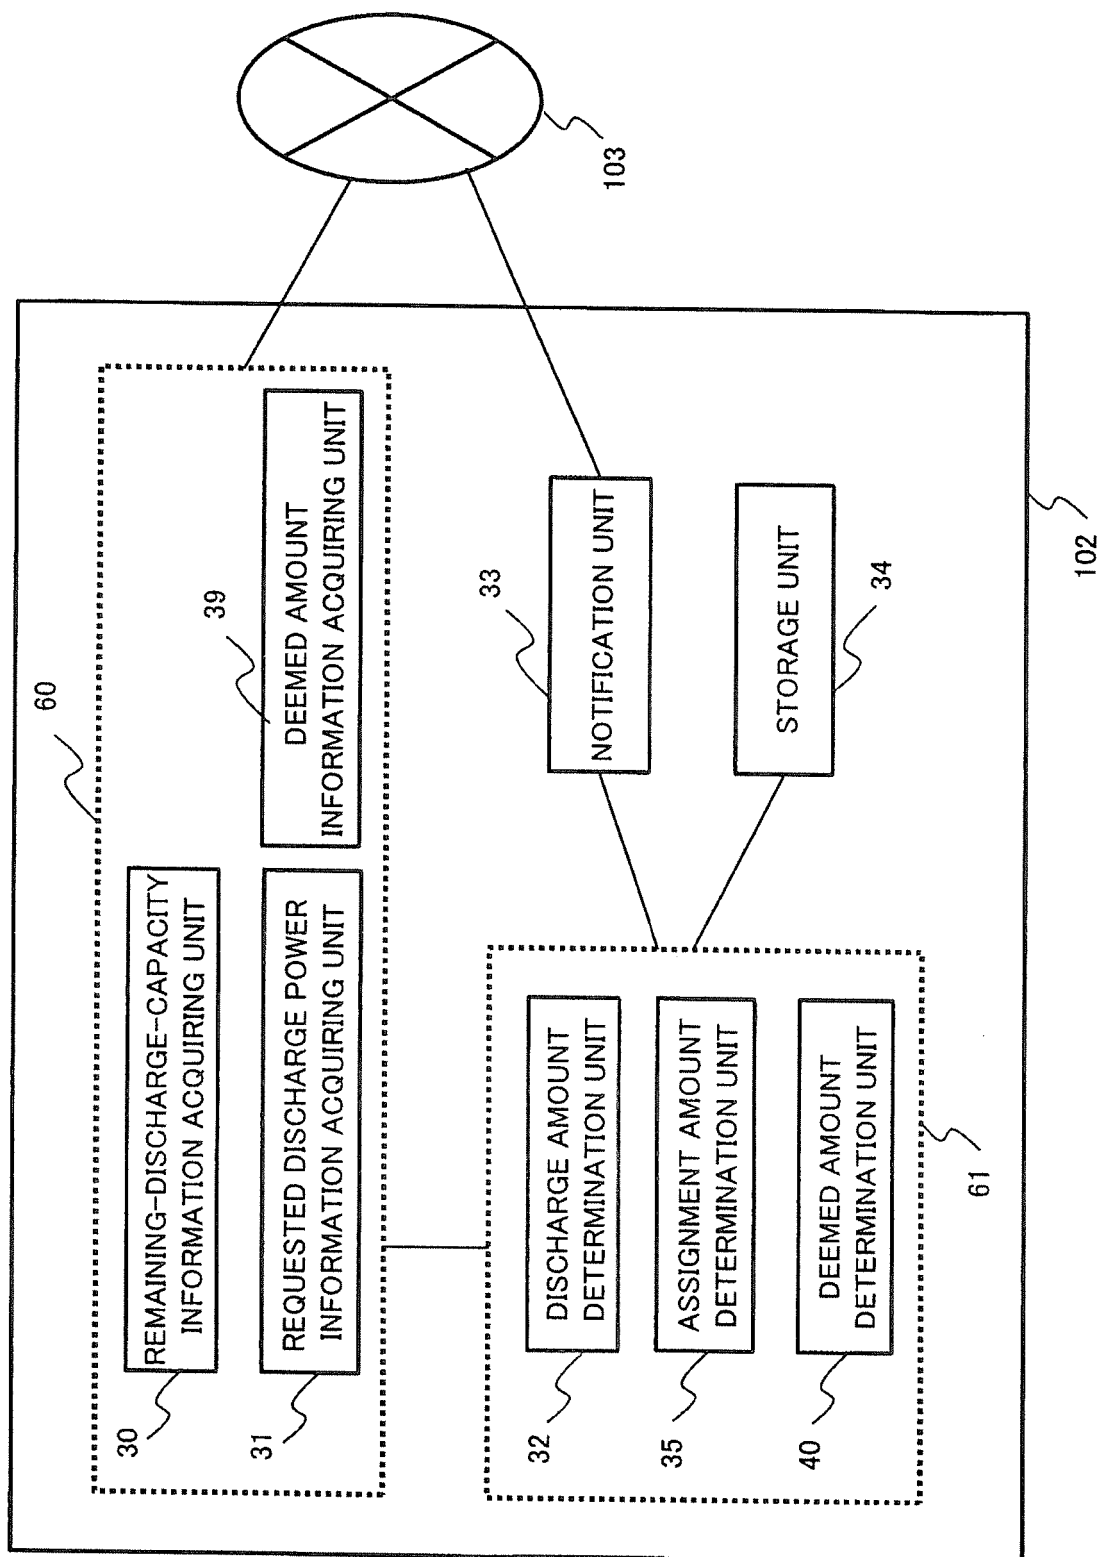 60
30
REMAINING-DISCHARGE-CAPACITY
INFORMATION ACQUIRING UNIT
31
REQUESTED DISCHARGE POWER
INFORMATION ACQUIRING UNIT
39
DEEMED AMOUNT
INFORMATION ACQUIRING UNIT
103
32
DISCHARGE AMOUNT
DETERMINATION UNIT
35
ASSIGNMENT AMOUNT
DETERMINATION UNIT
40
DEEMED AMOUNT
DETERMINATION UNIT
61
33
NOTIFICATION UNIT
STORAGE UNIT
34
102